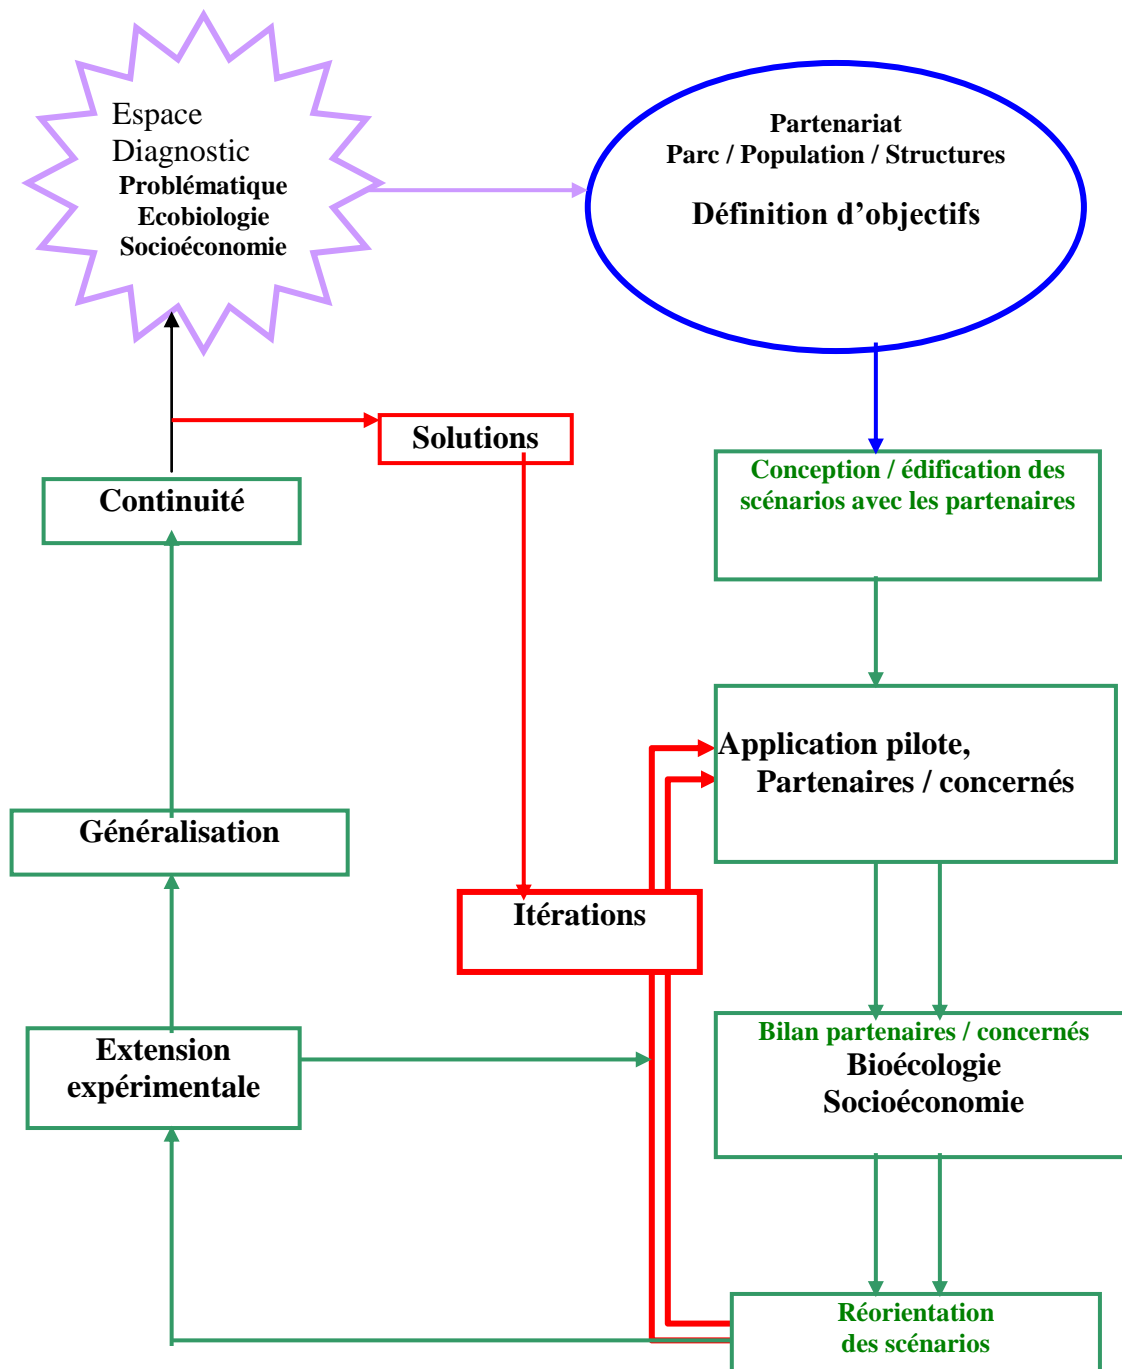 Espace
Diagnostic
Problématique
Ecobiologie
Socioéconomie
Partenariat
Parc / Population / Structures
Définition d’objectifs
Solutions
Continuité
Conception / édification des
scénarios avec les partenaires
Application pilote,
Partenaires / concernés
Généralisation
Itérations
Extension
expérimentale
Bilan partenaires / concernés
Bioécologie
Socioéconomie
Réorientation
des scénarios